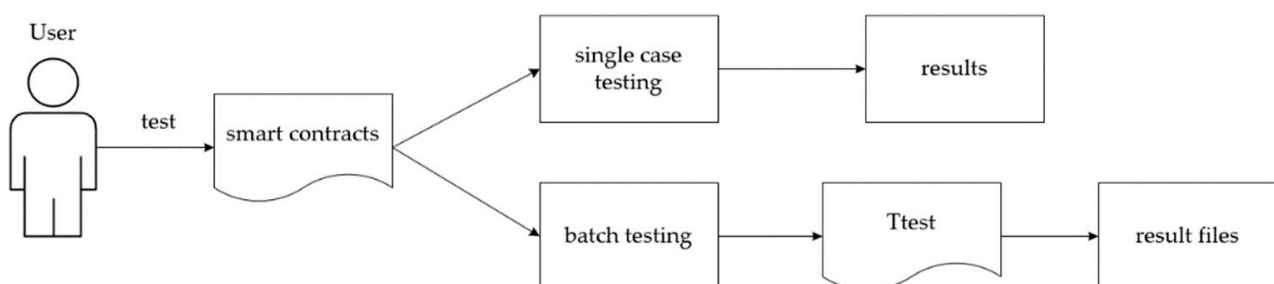 User
test
smart contracts
single case
testing
results
batch testing
Ttest
result files